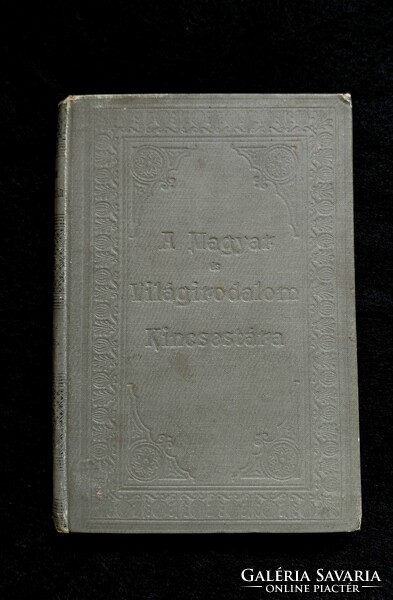 A Magyar
és
Világirodalom
Kincsestára
GALÉRIA SAVARIA
ONLINE PIACTÉR